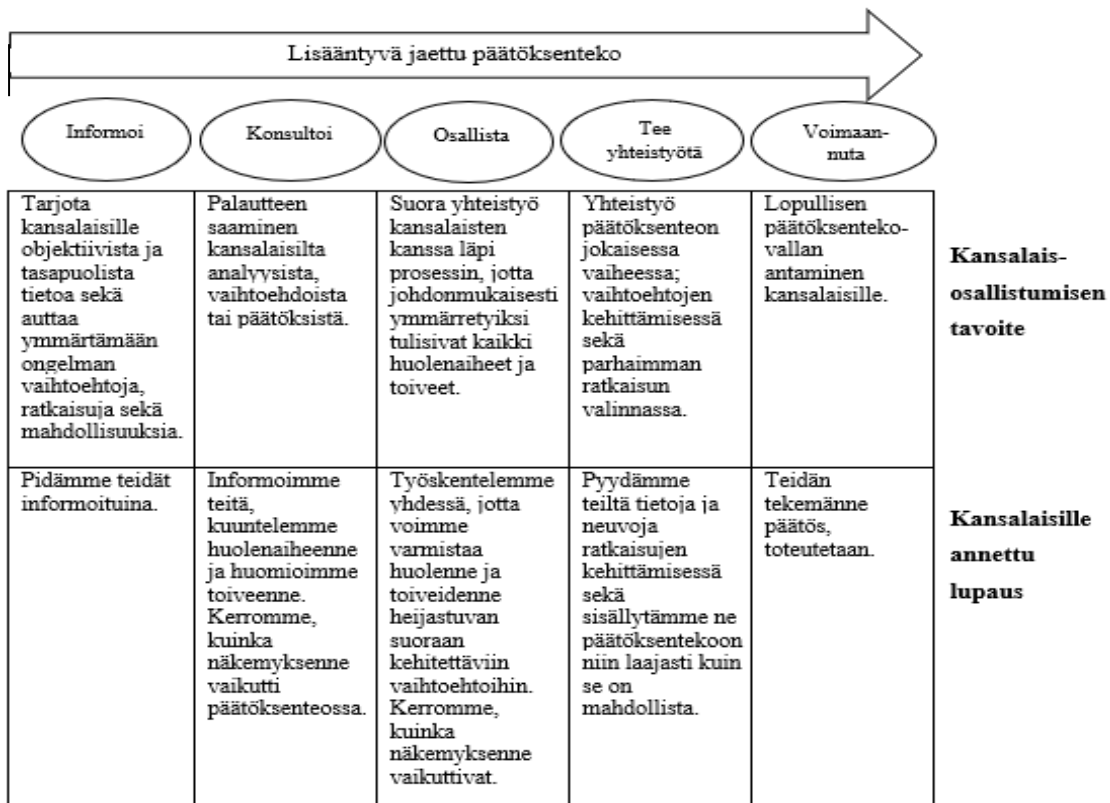 Lisääntyvä jaettu päätöksenteko
Informoi
Konsultoi
Osallista
Tee
yhteistyötä
Voimaan-
nuta
Tarjota
kansalaisille
objektiivista ja
tasapuolista
tietoa sekä
auttaa
ymmärtämään
ongelman
vaihtoehtoja,
ratkaisuja sekä
mahdollisuuksia.
Palautteen
saaminen
kansalaisilta
analyysista,
vaihtoehdoista
tai päätöksistä.
Suora yhteistyö
kansalaisten
kanssa läpi
prosessin, jotta
johdonmukaisesti
ymmärretyiksi
tulisivat kaikki
huolenaiheet ja
toiveet.
Yhteistyö
päätöksenteon
jokaisessa
vaiheessa;
vaihtoehtojen
kehittämisessä
sekä
parhaimman
ratkaisun
valinnassa.
Lopullisen
päätöksenteko-
vallan
antaminen
kansalaisille.
Kansalais-
osallistumisen
tavoite
Pidämme teidät
informoituina.
Informoimme
teitä,
kuuntelemme
huolenaiheenne
ja huomioimme
toiveenne.
Kerromme,
kuinka
näkemyksenne
vaikutti
päätöksenteossa.
Työskentelemme
yhdessä, jotta
voimme
varmistaa
huolenne ja
toiveidenne
heijastuvan
suoraan
kehitettäviin
vaihtoehtoihin.
Kerromme,
kuinka
näkemyksenne
vaikuttivat.
Pyydämme
teiltä tietoja ja
neuvoja
ratkaisujen
kehittämisessä
sekä
sisällytämme ne
päätöksentekoon
niin laajasti kuin
se on
mahdollista.
Teidän
tekemänne
päätös,
toteutetaan.
Kansalaisille
annettu
lupaus